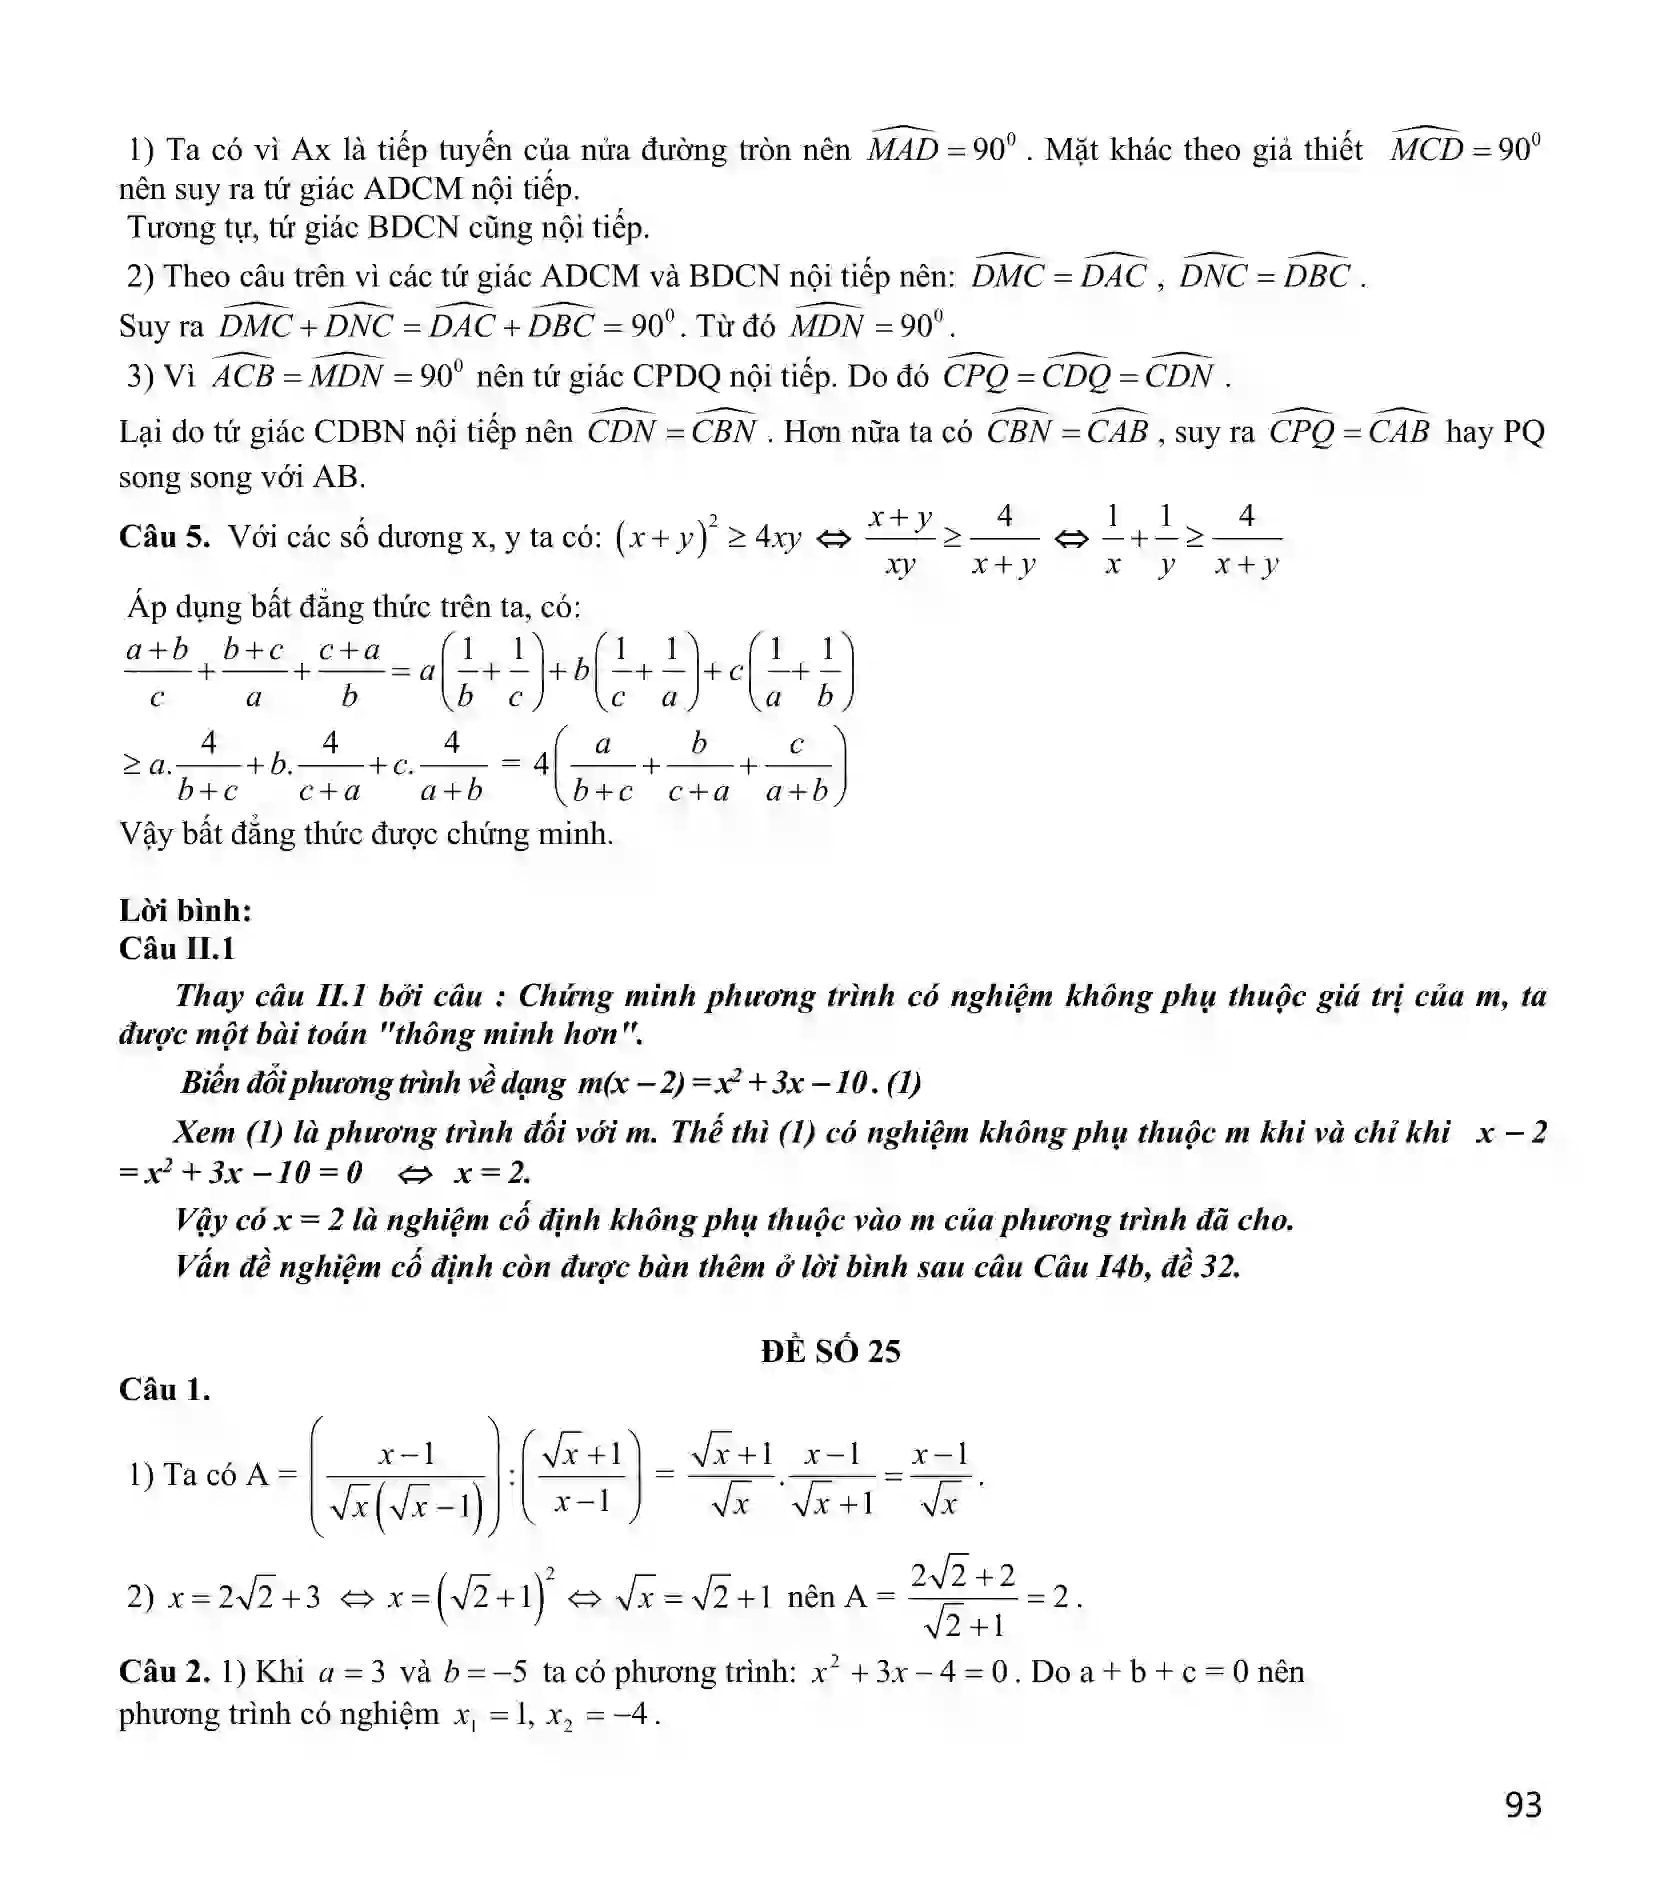 1) Ta có vì Ax là tiếp tuyến của nửa đường tròn nên $\widehat{MAD} = 90^0$ . Mặt khác theo giả thiết $\widehat{MCD} = 90^0$
nên suy ra tứ giác ADCM nội tiếp.
Tương tự, tứ giác BDCN cũng nội tiếp.
2) Theo câu trên vì các tứ giác ADCM và BDCN nội tiếp nên: $\widehat{DMC} = \widehat{DAC}$ , $\widehat{DNC} = \widehat{DBC}$ .
Suy ra $\widehat{DMC} + \widehat{DNC} = \widehat{DAC} + \widehat{DBC} = 90^0$. Từ đó $\widehat{MDN} = 90^0$.
3) Vì $\widehat{ACB} = \widehat{MDN} = 90^0$ nên tứ giác CPDQ nội tiếp. Do đó $\widehat{CPQ} = \widehat{CDQ} = \widehat{CDN}$ .
Lại do tứ giác CDBN nội tiếp nên $\widehat{CDN} = \widehat{CBN}$ . Hơn nữa ta có $\widehat{CBN} = \widehat{CAB}$ , suy ra $\widehat{CPQ} = \widehat{CAB}$ hay PQ
song song với AB.
Câu 5. Với các số dương x, y ta có: $(x+y)^2 \geq 4xy \Leftrightarrow \frac{x+y}{xy} \geq \frac{4}{x+y} \Leftrightarrow \frac{1}{x} + \frac{1}{y} \geq \frac{4}{x+y}$
Áp dụng bất đẳng thức trên ta, có:
$\frac{a+b}{c} + \frac{b+c}{a} + \frac{c+a}{b} = a\left(\frac{1}{b} + \frac{1}{c}\right) + b\left(\frac{1}{c} + \frac{1}{a}\right) + c\left(\frac{1}{a} + \frac{1}{b}\right)$
$\geq a.\frac{4}{b+c} + b.\frac{4}{c+a} + c.\frac{4}{a+b} = 4\left(\frac{a}{b+c} + \frac{b}{c+a} + \frac{c}{a+b}\right)$
Vậy bất đẳng thức được chứng minh.
Lời bình:
Câu II.1
Thay câu II.1 bởi câu : Chứng minh phương trình có nghiệm không phụ thuộc giá trị của m, ta
được một bài toán "thông minh hơn".
Biến đổi phương trình về dạng $m(x-2) = x^2 + 3x - 10$. (1)
Xem (1) là phương trình đối với m. Thế thì (1) có nghiệm không phụ thuộc m khi và chỉ khi $x - 2$
$= x^2 + 3x - 10 = 0 \Leftrightarrow x = 2$.
Vậy có x = 2 là nghiệm cố định không phụ thuộc vào m của phương trình đã cho.
Vấn đề nghiệm cố định còn được bàn thêm ở lời bình sau câu Câu I4b, đề 32.
ĐỀ SỐ 25
Câu 1.
1) Ta có A = $\left(\frac{x-1}{\sqrt{x}(\sqrt{x}-1)}\right) : \left(\frac{\sqrt{x}+1}{x-1}\right) = \frac{\sqrt{x}+1}{\sqrt{x}} . \frac{x-1}{\sqrt{x}+1} = \frac{x-1}{\sqrt{x}}$ .
2) $x = 2\sqrt{2} + 3 \Leftrightarrow x = (\sqrt{2}+1)^2 \Leftrightarrow \sqrt{x} = \sqrt{2}+1$ nên A = $\frac{2\sqrt{2}+2}{\sqrt{2}+1} = 2$ .
Câu 2. 1) Khi $a = 3$ và $b = -5$ ta có phương trình: $x^2 + 3x - 4 = 0$ . Do a + b + c = 0 nên
phương trình có nghiệm $x_1 = 1, x_2 = -4$ .
93